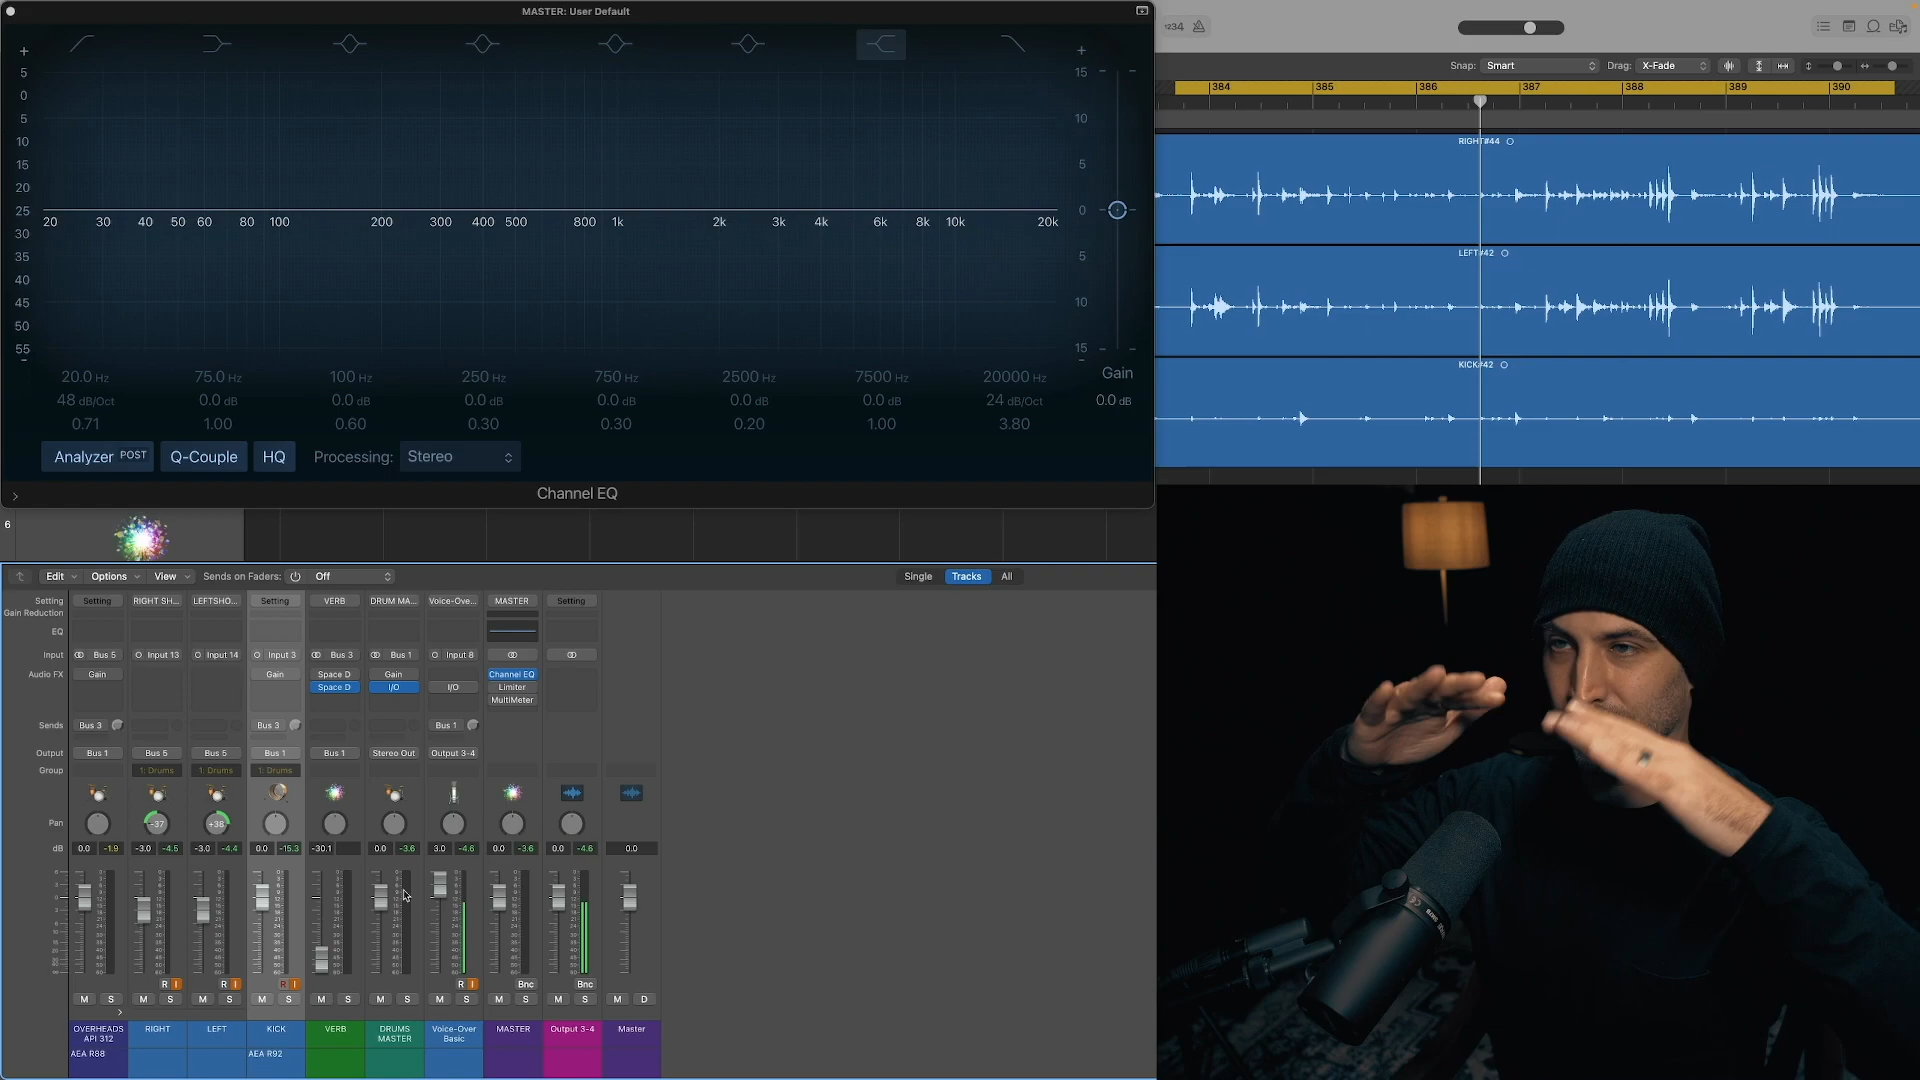 MASTER: User Default
+ +
5 15
0
5 10
10
15 5
20
25 20 30 40 50 60 80 100 200 300 400 500 800 1k 2k 3k 4k 6k 8k 10k 20k 0
30
35 5
40
45 10
50
55 15
20.0 Hz 75.0 Hz 100 Hz 250 Hz 750 Hz 2500 Hz 7500 Hz 20000 Hz Gain
48 dB/Oct 0.0 dB 0.0 dB 0.0 dB 0.0 dB 0.0 dB 0.0 dB 24 dB/Oct 0.0 dB
0.71 1.00 0.60 0.30 0.30 0.20 1.00 3.80
Analyzer POST Q-Couple HQ Processing: Stereo
Channel EQ
1234
Snap: Smart Drag: X-Fade
384 385 386 387 388 389 390
RIGHT#44
LEFT#42
KICK#42
6
Edit Options View Sends on Faders: Off Single Tracks All
Setting Setting RIGHT SH... LEFTSHO... Setting VERB DRUM MA... Voice-Ove... MASTER Setting
Gain Reduction
EQ
Input Bus 5 Input 13 Input 14 Input 3 Bus 3 Bus 1 Input 8
Audio FX Gain Gain Space D Gain Channel EQ
Space D I/O I/O Limiter
MultiMeter
Sends Bus 3 Bus 3 Bus 1
Output Bus 1 Bus 5 Bus 5 Bus 1 Bus 1 Stereo Out Output 3-4
Group 1: Drums 1: Drums 1: Drums
Pan -37 +38
dB 0.0 -1.9 -3.0 -4.5 -3.0 -4.4 0.0 -15.3 -30.1 0.0 -3.6 3.0 -4.6 0.0 -3.6 0.0 -4.6 0.0
R I R I R I R I Bnc Bnc
M S M S M S M S M S M S M S M S M S M D
OVERHEADS API 312 RIGHT LEFT KICK VERB DRUMS MASTER Voice-Over Basic MASTER Output 3-4 Master
AEA R88 AEA R92